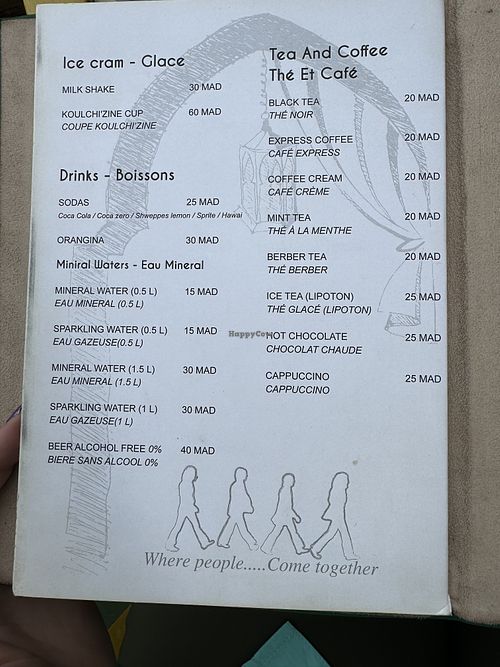 Ice cram - Glace
MILK SHAKE 30 MAD
KOULCHI'ZINE CUP 60 MAD
COUPE KOULCHI'ZINE
Drinks - Boissons
SODAS 25 MAD
Coca Cola / Coca zero / Shweppes lemon / Sprite / Hawai
ORANGINA 30 MAD
Miniral Waters - Eau Mineral
MINERAL WATER (0.5 L) 15 MAD
EAU MINERAL (0.5 L)
SPARKLING WATER (0.5 L) 15 MAD
EAU GAZEUSE(0.5 L)
MINERAL WATER (1.5 L) 30 MAD
EAU MINERAL (1.5 L)
SPARKLING WATER (1 L) 30 MAD
EAU GAZEUSE(1 L)
BEER ALCOHOL FREE 0% 40 MAD
BIERE SANS ALCOOL 0%
Tea And Coffee
Thé Et Café
BLACK TEA 20 MAD
THÉ NOIR
EXPRESS COFFEE 20 MAD
CAFÉ EXPRESS
COFFEE CREAM 20 MAD
CAFÉ CRÈME
MINT TEA 20 MAD
THÉ À LA MENTHE
BERBER TEA 20 MAD
THÉ BERBER
ICE TEA (LIPOTON) 25 MAD
THÉ GLACÉ (LIPOTON)
HOT CHOCOLATE 25 MAD
CHOCOLAT CHAUDE
CAPPUCCINO 25 MAD
CAPPUCCINO
HappyCow
Where people.....Come together